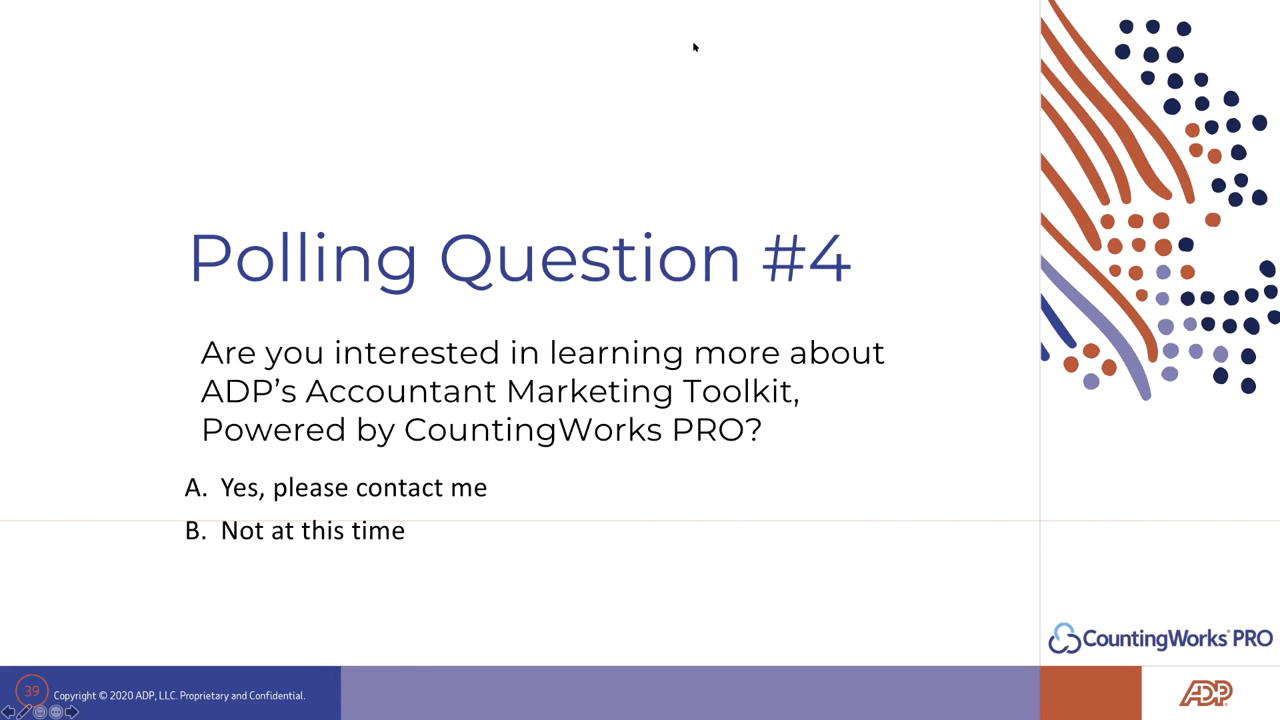 Polling Question #4
Are you interested in learning more about
ADP’s Accountant Marketing Toolkit,
Powered by CountingWorks PRO?
A. Yes, please contact me
B. Not at this time
CountingWorks PRO
39
Copyright © 2020 ADP, LLC. Proprietary and Confidential.
ADP